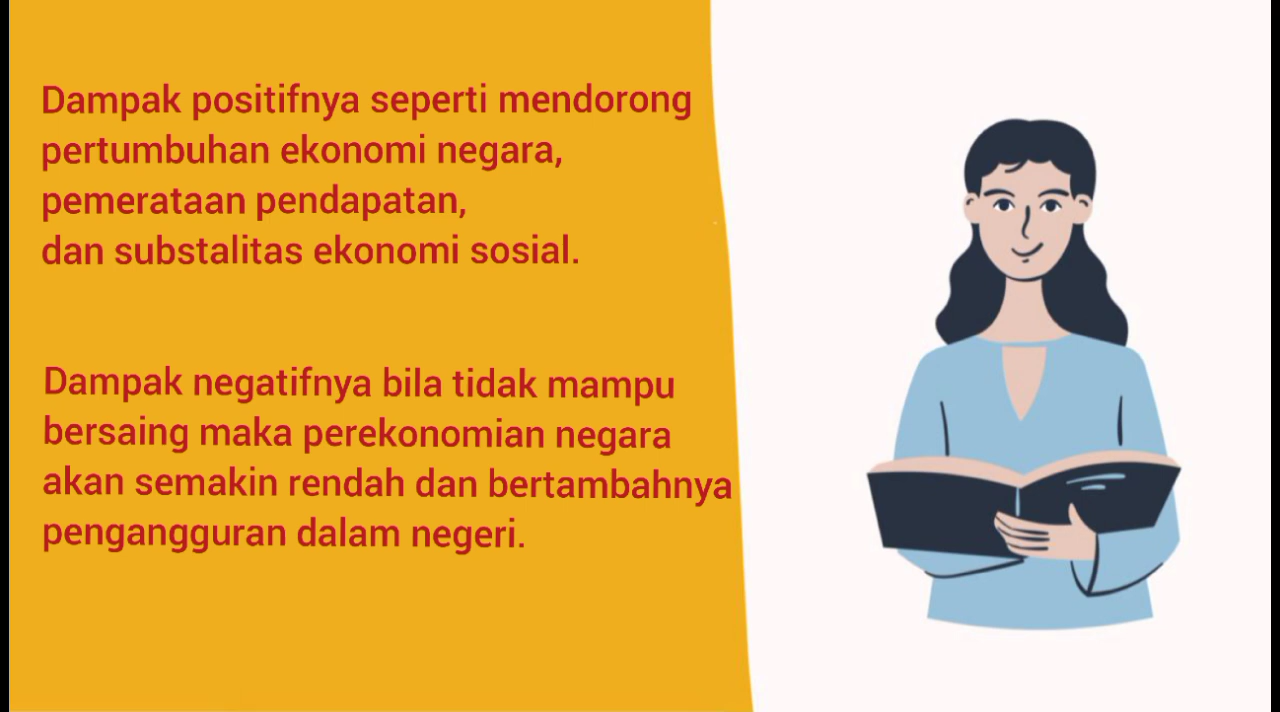 Dampak positifnya seperti mendorong
pertumbuhan ekonomi negara,
pemerataan pendapatan,
dan substalitas ekonomi sosial.
Dampak negatifnya bila tidak mampu
bersaing maka perekonomian negara
akan semakin rendah dan bertambahnya
pengangguran dalam negeri.